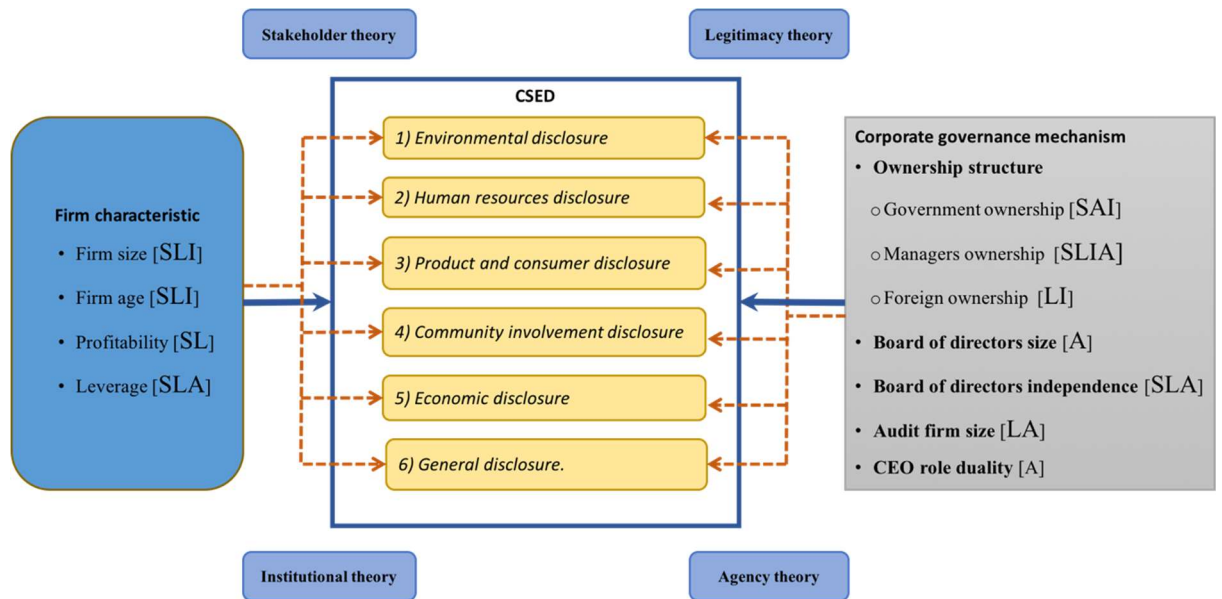 Stakeholder theory
Legitimacy theory
CSED
1) Environmental disclosure
2) Human resources disclosure
3) Product and consumer disclosure
4) Community involvement disclosure
5) Economic disclosure
6) General disclosure.
Firm characteristic
• Firm size [SLI]
• Firm age [SLI]
• Profitability [SL]
• Leverage [SLA]
Corporate governance mechanism
• Ownership structure
o Government ownership [SAI]
o Managers ownership [SLIA]
o Foreign ownership [LI]
• Board of directors size [A]
• Board of directors independence [SLA]
• Audit firm size [LA]
• CEO role duality [A]
Institutional theory
Agency theory